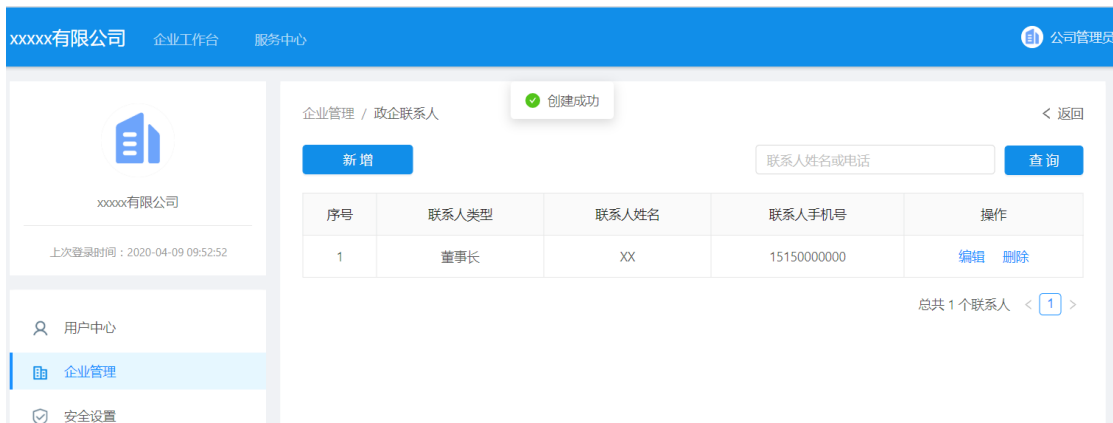 xxxxx有限公司 企业工作台 服务中心 公司管理员
创建成功
企业管理 / 政企联系人 < 返回
新增 联系人姓名或电话 查询
xxxxx有限公司
上次登录时间：2020-04-09 09:52:52
序号 联系人类型 联系人姓名 联系人手机号 操作
1 董事长 XX 15150000000 编辑 删除
总共 1 个联系人 < 1 >
用户中心
企业管理
安全设置